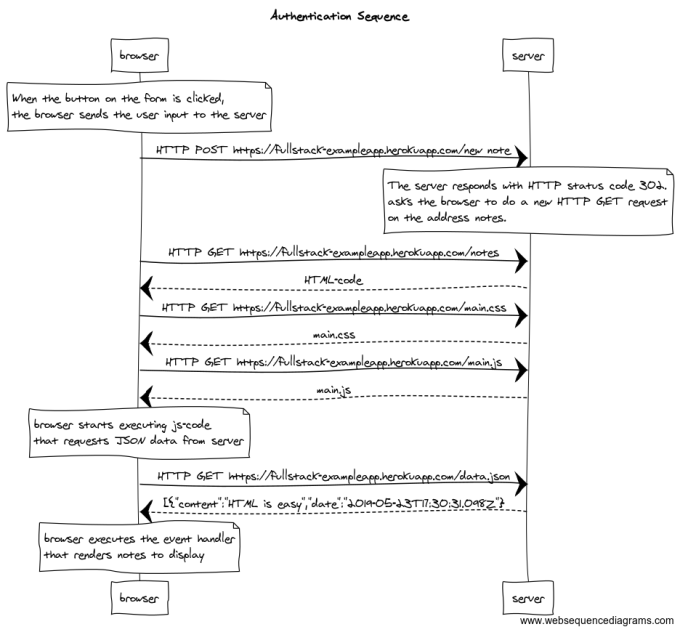 Authentication Sequence
browser
server
When the button on the form is clicked,
the browser sends the user input to the server
HTTP POST https://fullstack-exampleapp.herokuapp.com/new note
The server responds with HTTP status code 302.
asks the browser to do a new HTTP GET request
on the address notes.
HTTP GET https://fullstack-exampleapp.herokuapp.com/notes
HTML-code
HTTP GET https://fullstack-exampleapp.herokuapp.com/main.css
main.css
HTTP GET https://fullstack-exampleapp.herokuapp.com/main.js
main.js
browser starts executing js-code
that requests JSON data from server
HTTP GET https://fullstack-exampleapp.herokuapp.com/data.json
[{"content":"HTML is easy","date":"2019-05-23T17:30:31.098Z"}
browser executes the event handler
that renders notes to display
browser
server
www.websequencediagrams.com